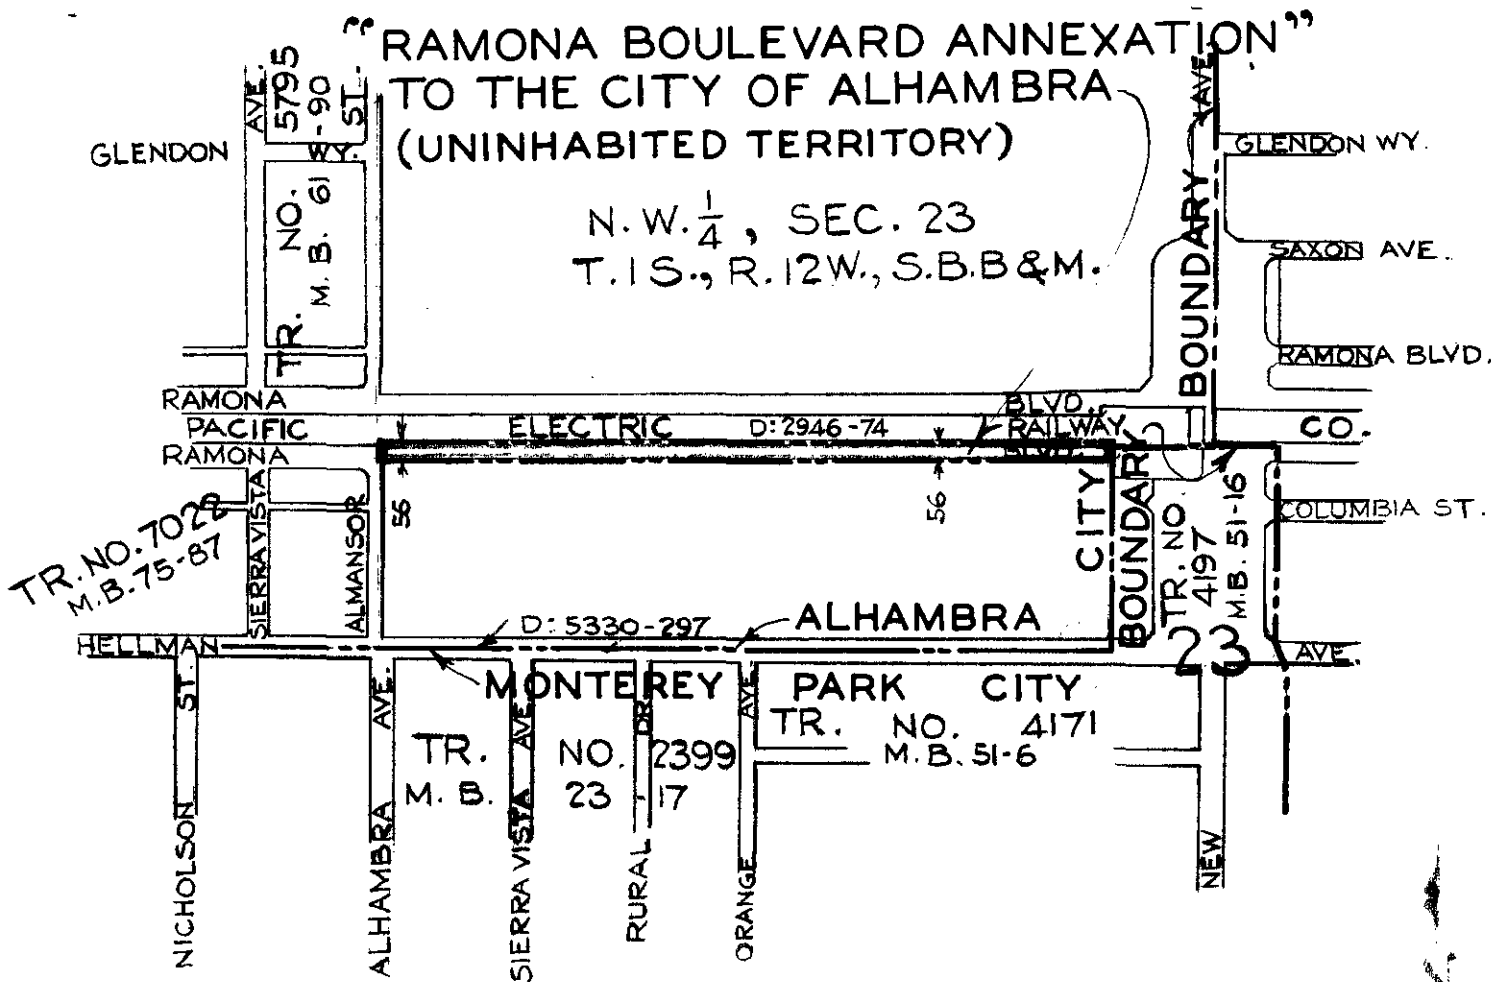 "RAMONA BOULEVARD ANNEXATION"
TO THE CITY OF ALHAMBRA
(UNINHABITED TERRITORY)
N.W. 1/4, SEC. 23
T.1S., R.12W., S.B.B.&M.
GLENDON WY.
AVE.
ST.
TR. NO. 5795
M.B. 61-90
BOUNDARY
AVE.
GLENDON WY.
SAXON AVE.
RAMONA BLVD.
RAMONA BLVD.
PACIFIC ELECTRIC RAILWAY CO.
D:2946-74
RAMONA BLVD.
56
56
TR. NO. 7022
M.B. 75-87
SIERRA VISTA
ALMANSOR
CITY
BOUNDARY
TR. NO
4197
M.B. 51-16
COLUMBIA ST.
D:5330-297
ALHAMBRA
23
HELLMAN AVE.
MONTEREY PARK CITY
TR. NO. 4171
M.B. 51-6
TR. NO. 2399
M.B. 23-17
NICHOLSON ST.
ALHAMBRA AVE.
SIERRA VISTA AVE.
RURAL DR.
ORANGE AVE
NEW